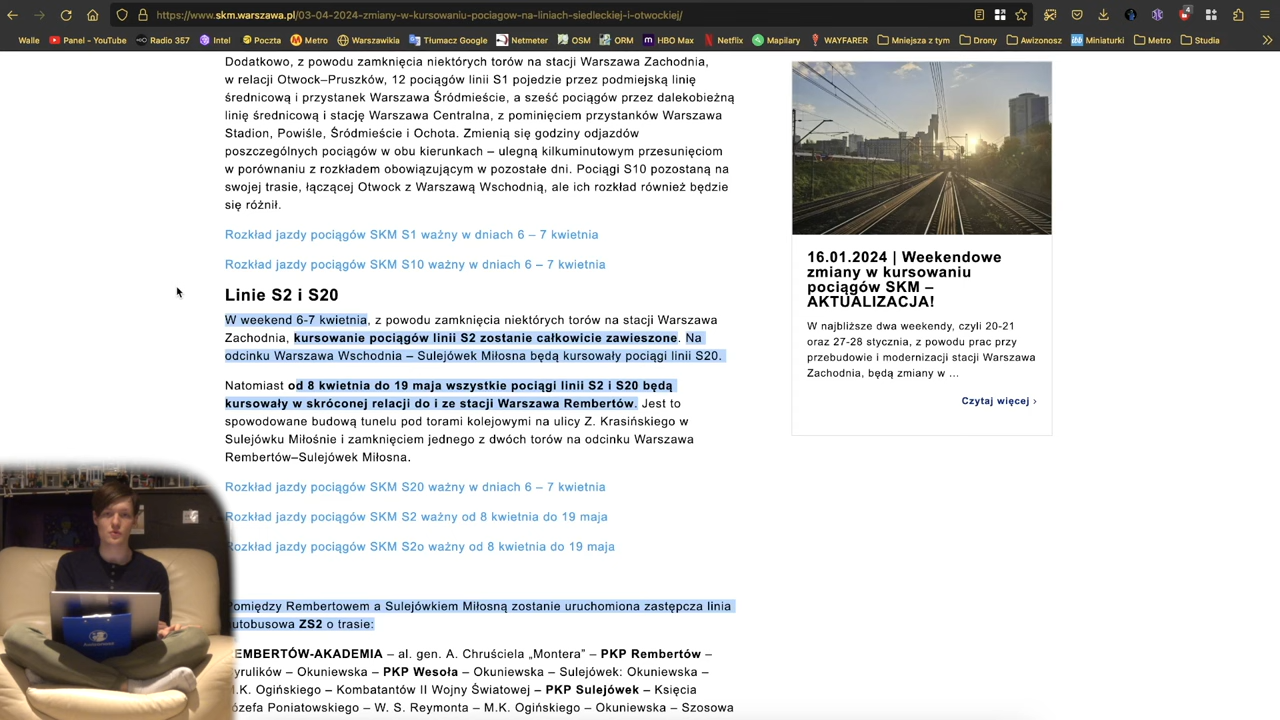 https://www.skm.warszawa.pl/03-04-2024-zmiany-w-kursowaniu-pociagow-na-liniach-siedleckiej-i-otwockiej/
4
Walle Panel - YouTube Radio 357 Intel Poczta Metro Warszawikia Tłumacz Google Netmeter OSM ORM HBO Max Netflix Mapilary WAYFARER Mniejsza z tym Drony Awizonosz Miniaturki Metro Studia
Dodatkowo, z powodu zamknięcia niektórych torów na stacji Warszawa Zachodnia,
w relacji Otwock–Pruszków, 12 pociągów linii S1 pojedzie przez podmiejską linię
średnicową i przystanek Warszawa Śródmieście, a sześć pociągów przez dalekobieżną
linię średnicową i stację Warszawa Centralna, z pominięciem przystanków Warszawa
Stadion, Powiśle, Śródmieście i Ochota. Zmienią się godziny odjazdów
poszczególnych pociągów w obu kierunkach – ulegną kilkuminutowym przesunięciom
w porównaniu z rozkładem obowiązującym w pozostałe dni. Pociągi S10 pozostaną na
swojej trasie, łączącej Otwock z Warszawą Wschodnią, ale ich rozkład również będzie
się różnił.
Rozkład jazdy pociągów SKM S1 ważny w dniach 6 – 7 kwietnia
Rozkład jazdy pociągów SKM S10 ważny w dniach 6 – 7 kwietnia
Linie S2 i S20
W weekend 6-7 kwietnia, z powodu zamknięcia niektórych torów na stacji Warszawa
Zachodnia, kursowanie pociągów linii S2 zostanie całkowicie zawieszone. Na
odcinku Warszawa Wschodnia – Sulejówek Miłosna będą kursowały pociągi linii S20.
Natomiast od 8 kwietnia do 19 maja wszystkie pociągi linii S2 i S20 będą
kursowały w skróconej relacji do i ze stacji Warszawa Rembertów. Jest to
spowodowane budową tunelu pod torami kolejowymi na ulicy Z. Krasińskiego w
Sulejówku Miłośnie i zamknięciem jednego z dwóch torów na odcinku Warszawa
Rembertów–Sulejówek Miłosna.
Rozkład jazdy pociągów SKM S20 ważny w dniach 6 – 7 kwietnia
Rozkład jazdy pociągów SKM S2 ważny od 8 kwietnia do 19 maja
Rozkład jazdy pociągów SKM S2o ważny od 8 kwietnia do 19 maja
Pomiędzy Rembertowem a Sulejówkiem Miłosną zostanie uruchomiona zastępcza linia
autobusowa ZS2 o trasie:
REMBERTÓW-AKADEMIA – al. gen. A. Chruściela „Montera” – PKP Rembertów –
Cyrulików – Okuniewska – PKP Wesoła – Okuniewska – Sulejówek: Okuniewska –
M.K. Ogińskiego – Kombatantów II Wojny Światowej – PKP Sulejówek – Księcia
Józefa Poniatowskiego – W. S. Reymonta – M.K. Ogińskiego – Okuniewska – Szosowa
16.01.2024 | Weekendowe
zmiany w kursowaniu
pociągów SKM –
AKTUALIZACJA!
W najbliższe dwa weekendy, czyli 20-21
oraz 27-28 stycznia, z powodu prac przy
przebudowie i modernizacji stacji Warszawa
Zachodnia, będą zmiany w ...
Czytaj więcej ›